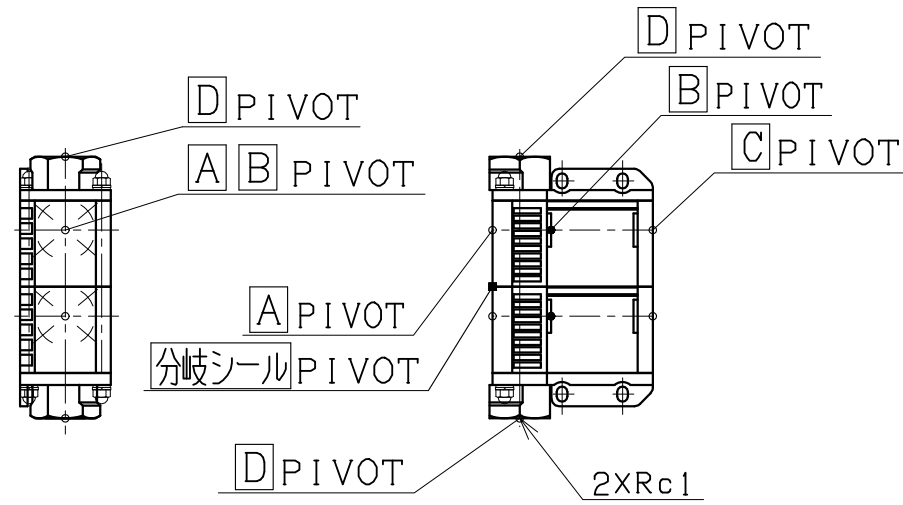 D PIVOT
D PIVOT
B PIVOT
A B PIVOT
C PIVOT
A PIVOT
分岐シール PIVOT
D PIVOT
2XRc1